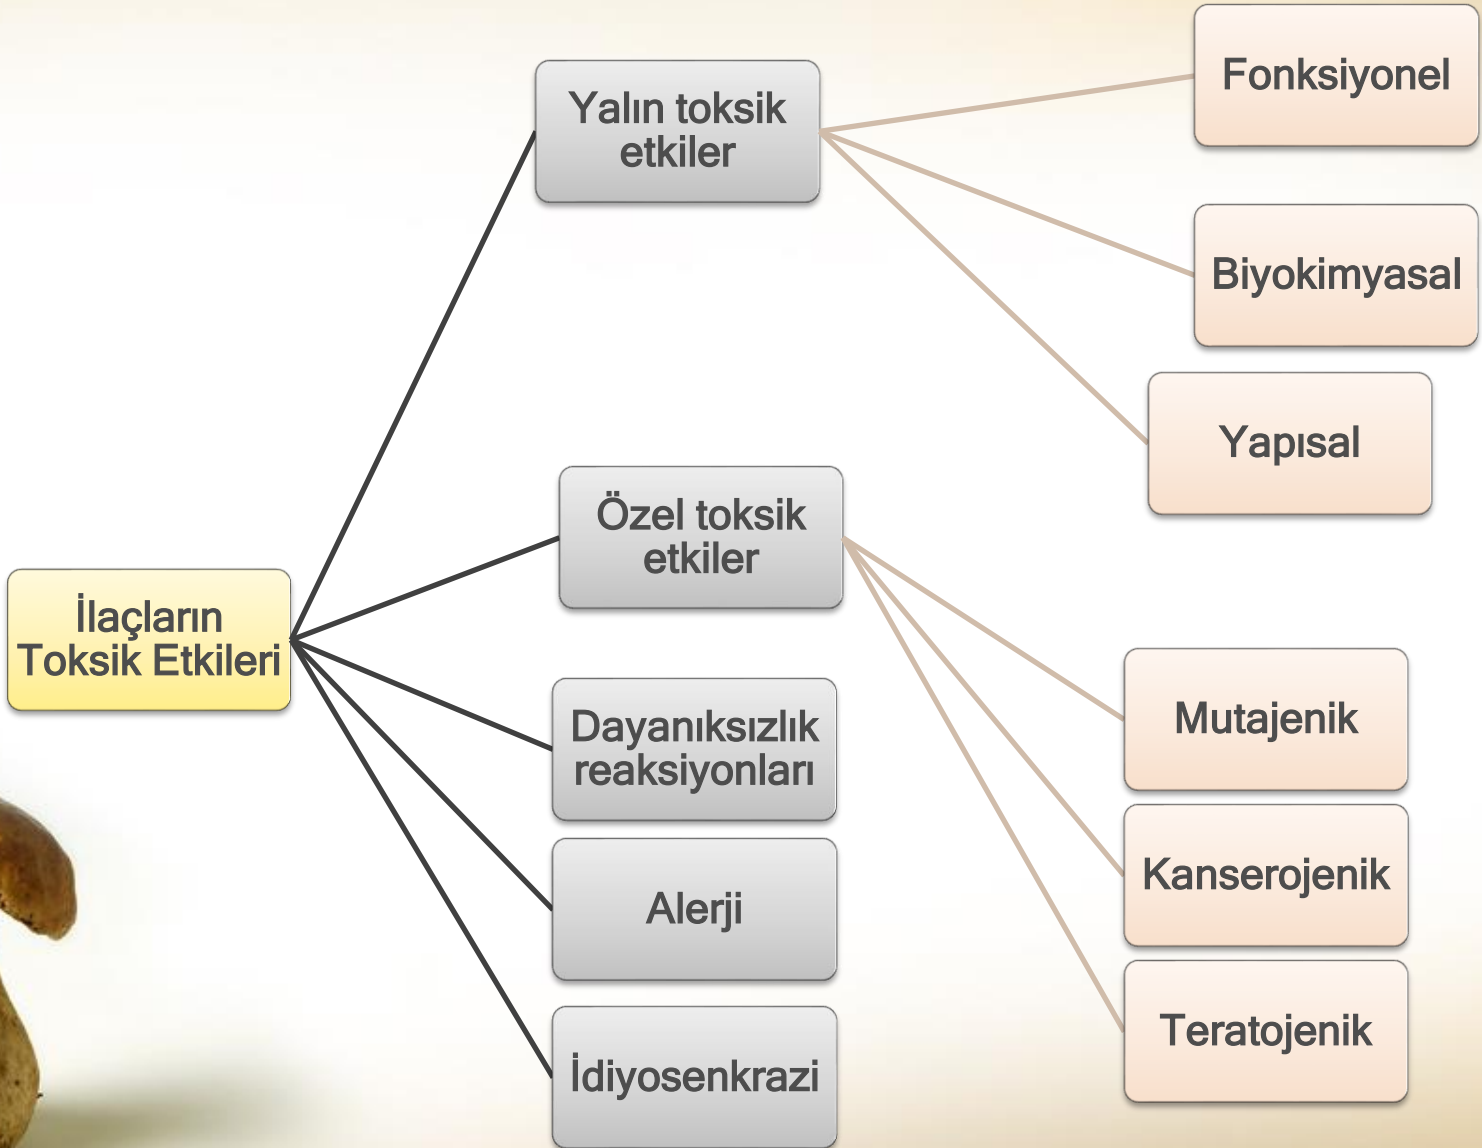 İlaçların
Toksik Etkileri
Yalın toksik
etkiler
Fonksiyonel
Biyokimyasal
Yapısal
Özel toksik
etkiler
Mutajenik
Kanserojenik
Teratojenik
Dayanıksızlık
reaksiyonları
Alerji
İdiyosenkrazi